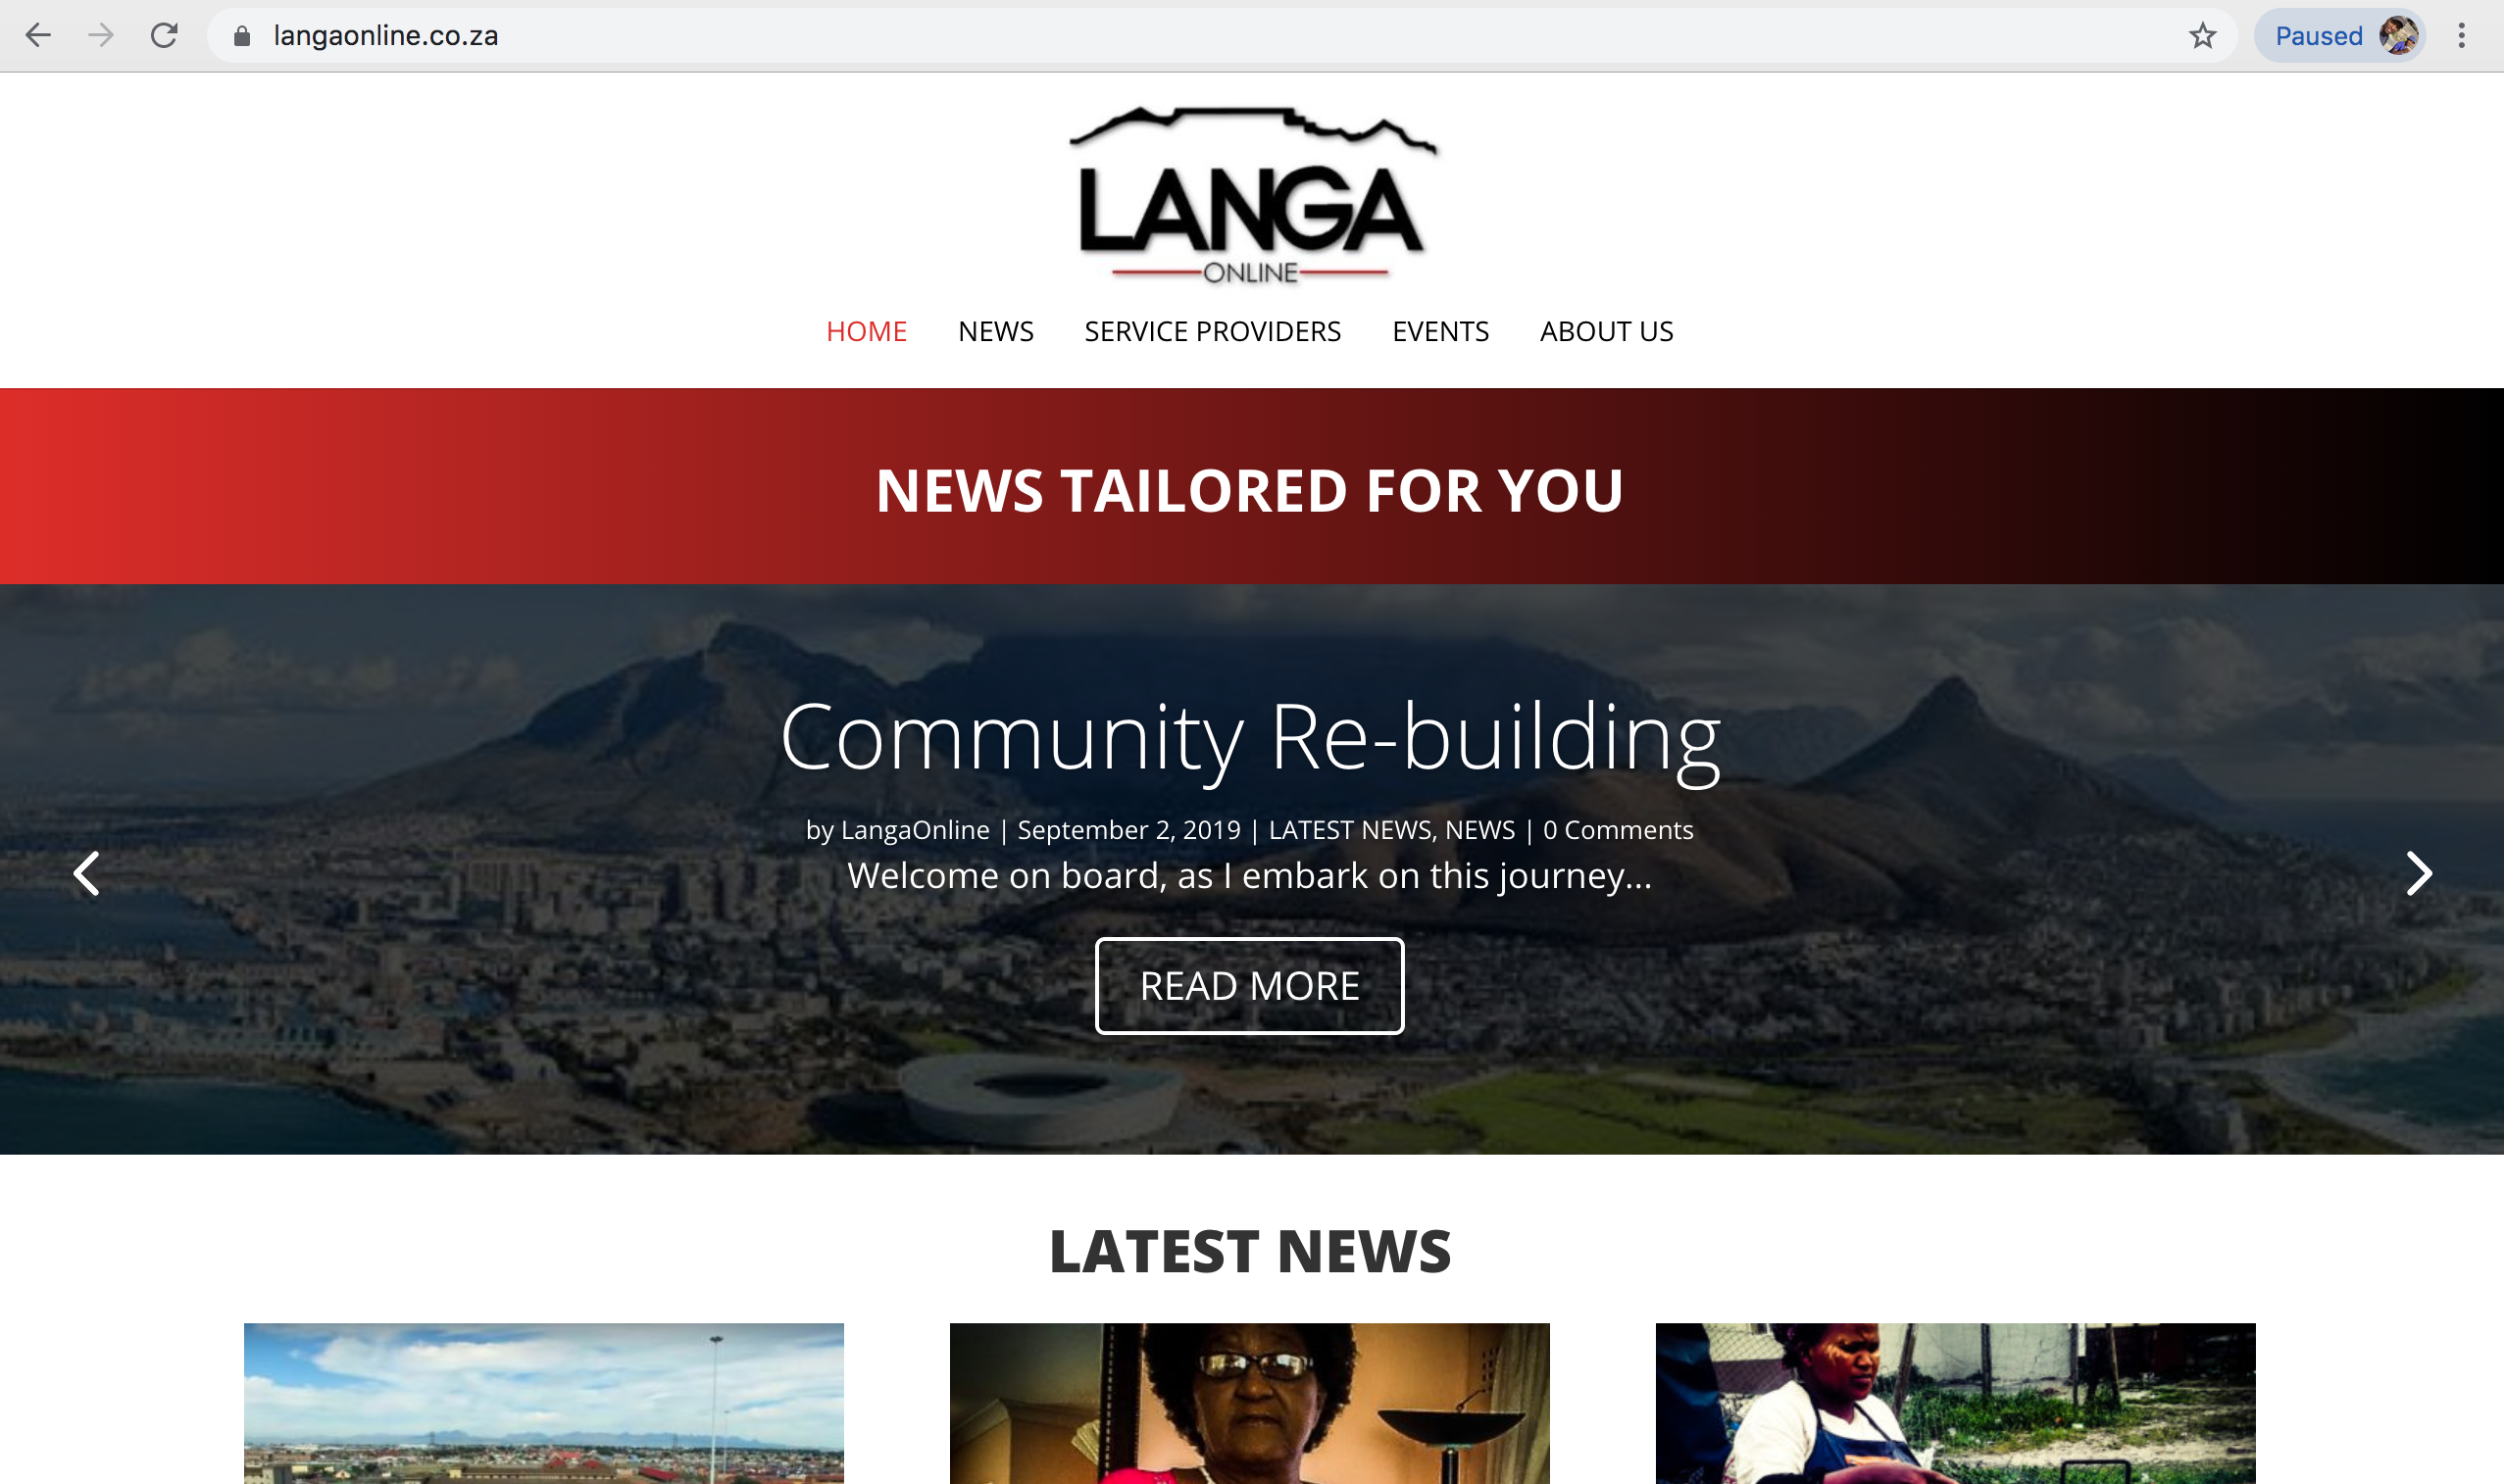 langaonline.co.za
Paused
LANGA
ONLINE
HOME NEWS SERVICE PROVIDERS EVENTS ABOUT US
NEWS TAILORED FOR YOU
Community Re-building
by LangaOnline | September 2, 2019 | LATEST NEWS, NEWS | 0 Comments
Welcome on board, as I embark on this journey...
READ MORE
LATEST NEWS